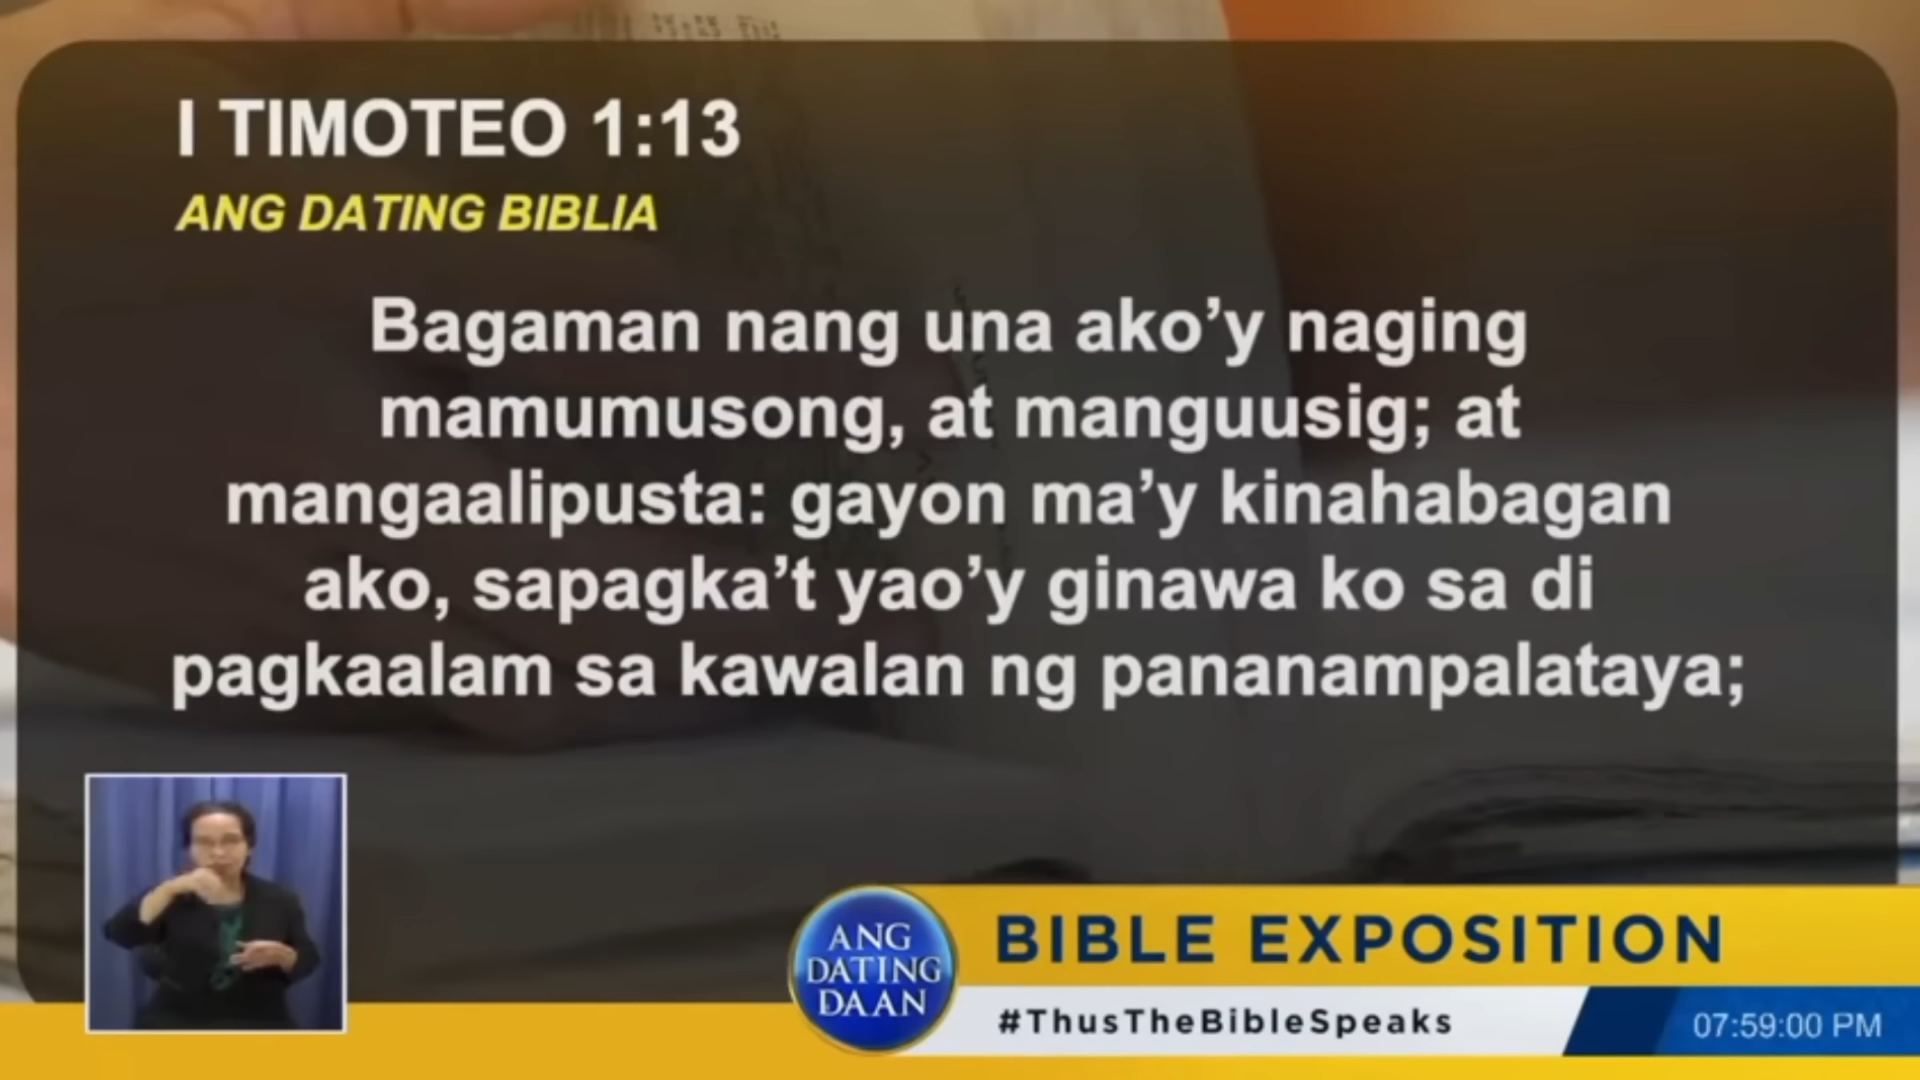 I TIMOTEO 1:13
ANG DATING BIBLIA
Bagaman nang una ako’y naging
mamumusong, at manguusig; at
mangaalipusta: gayon ma’y kinahabagan
ako, sapagka’t yao’y ginawa ko sa di
pagkaalam sa kawalan ng pananampalataya;
ANG
DATING
DAAN
BIBLE EXPOSITION
#ThusTheBibleSpeaks
07:59:00 PM